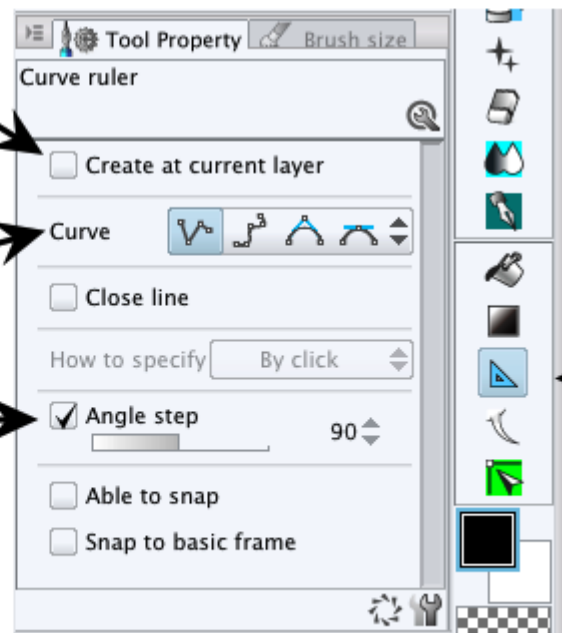 Tool Property Brush size
Curve ruler
Create at current layer
Curve
Close line
How to specify By click
Angle step 90
Able to snap
Snap to basic frame